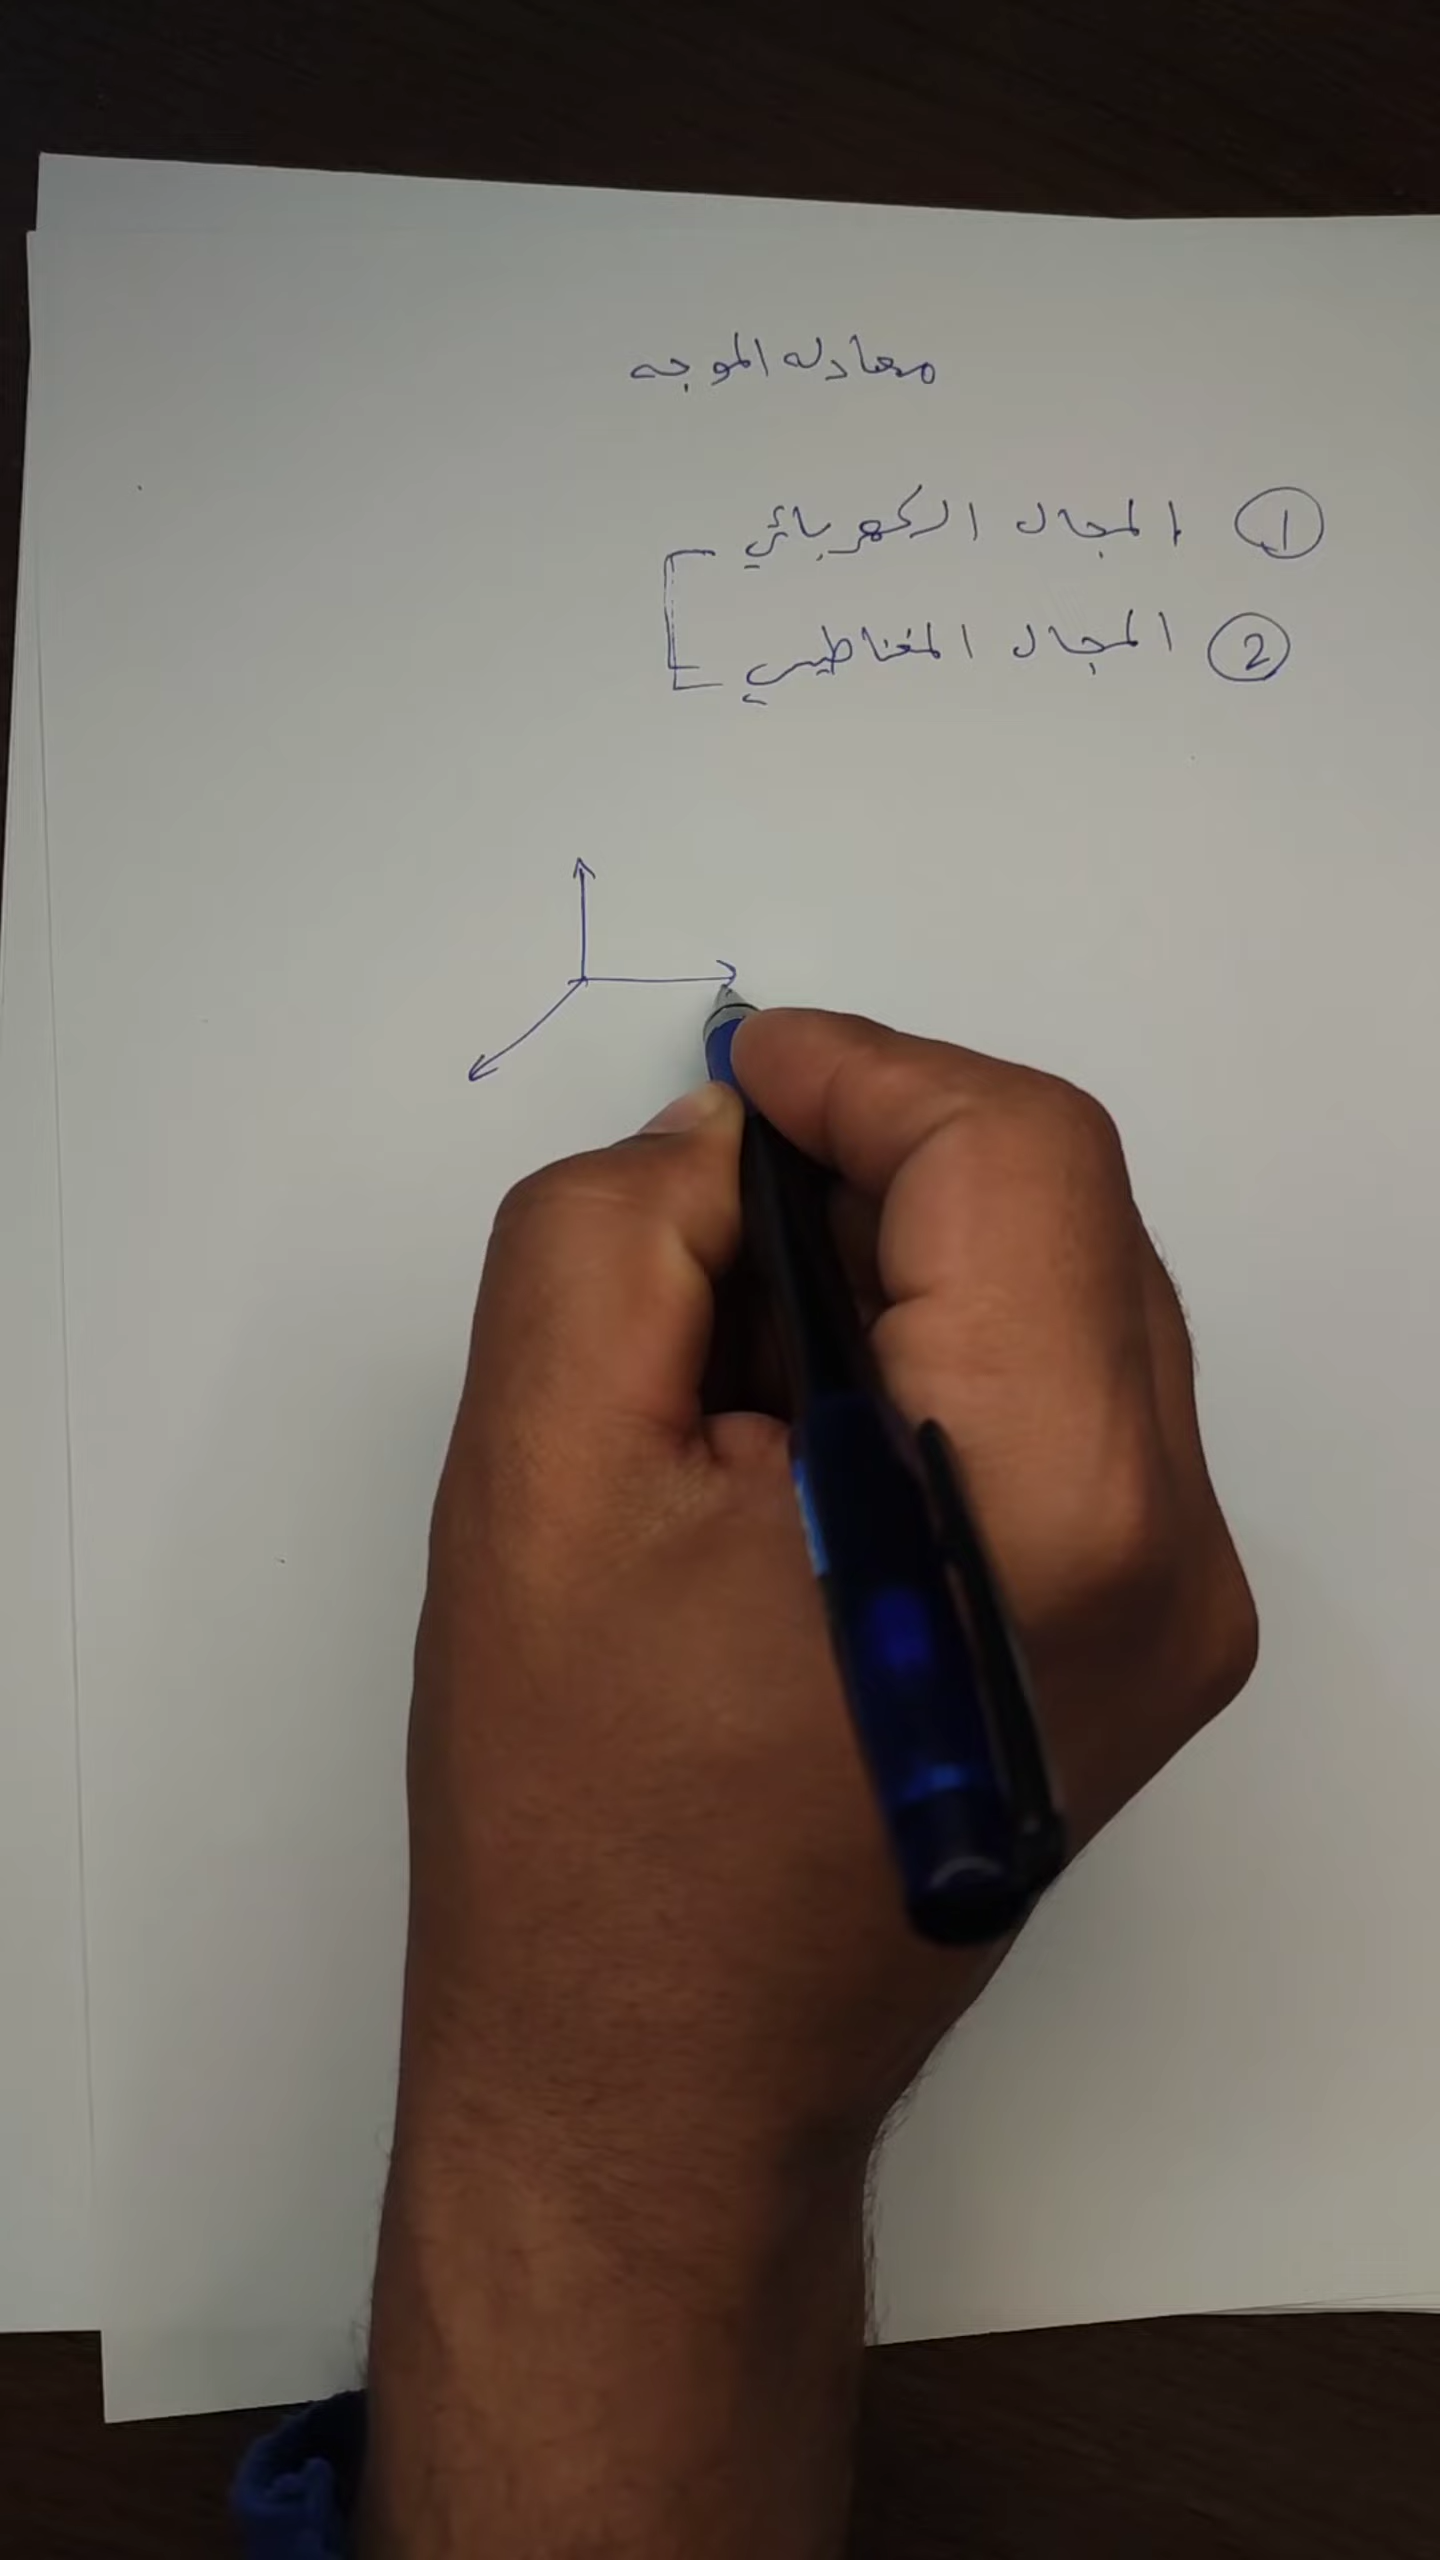 معادله الموجه
① المجال الكهربائي
② المجال المغناطيسي